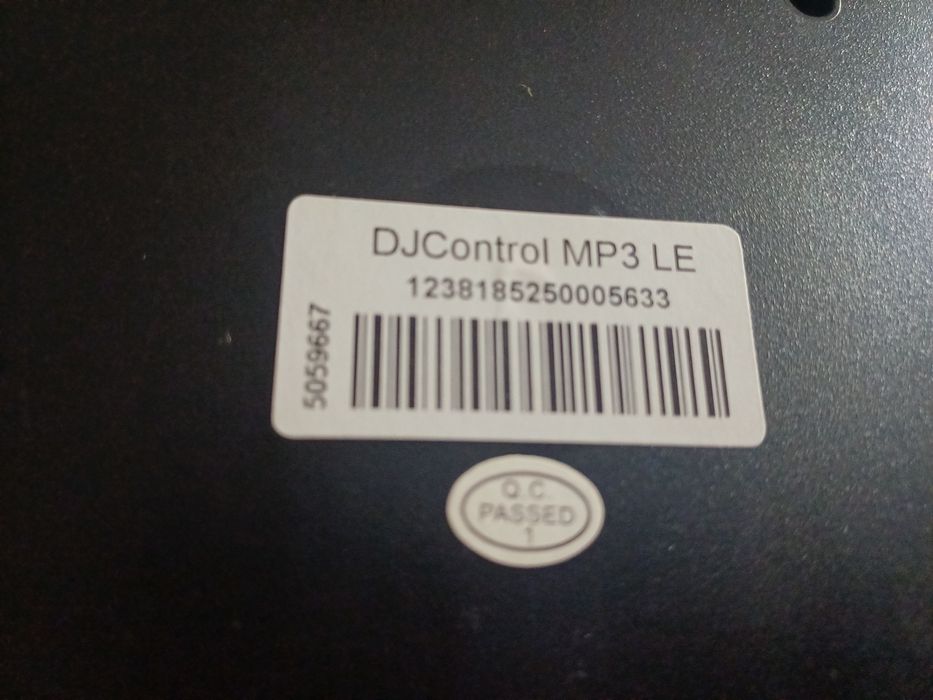 DJControl MP3 LE
1238185250005633
5059667
Q.C.
PASSED
1